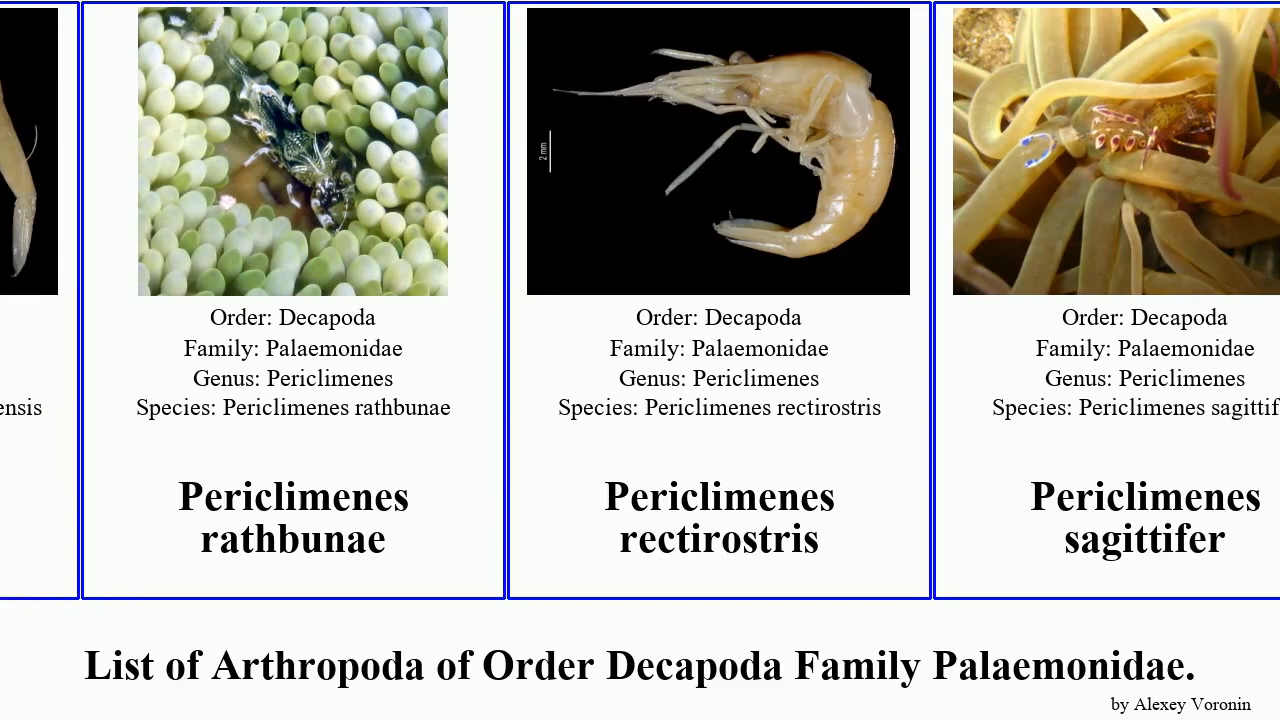 2 mm
ensis
Order: Decapoda
Family: Palaemonidae
Genus: Periclimenes
Species: Periclimenes rathbunae
Periclimenes
rathbunae
Order: Decapoda
Family: Palaemonidae
Genus: Periclimenes
Species: Periclimenes rectirostris
Periclimenes
rectirostris
Order: Decapoda
Family: Palaemonidae
Genus: Periclimenes
Species: Periclimenes sagittif
Periclimenes
sagittifer
List of Arthropoda of Order Decapoda Family Palaemonidae.
by Alexey Voronin